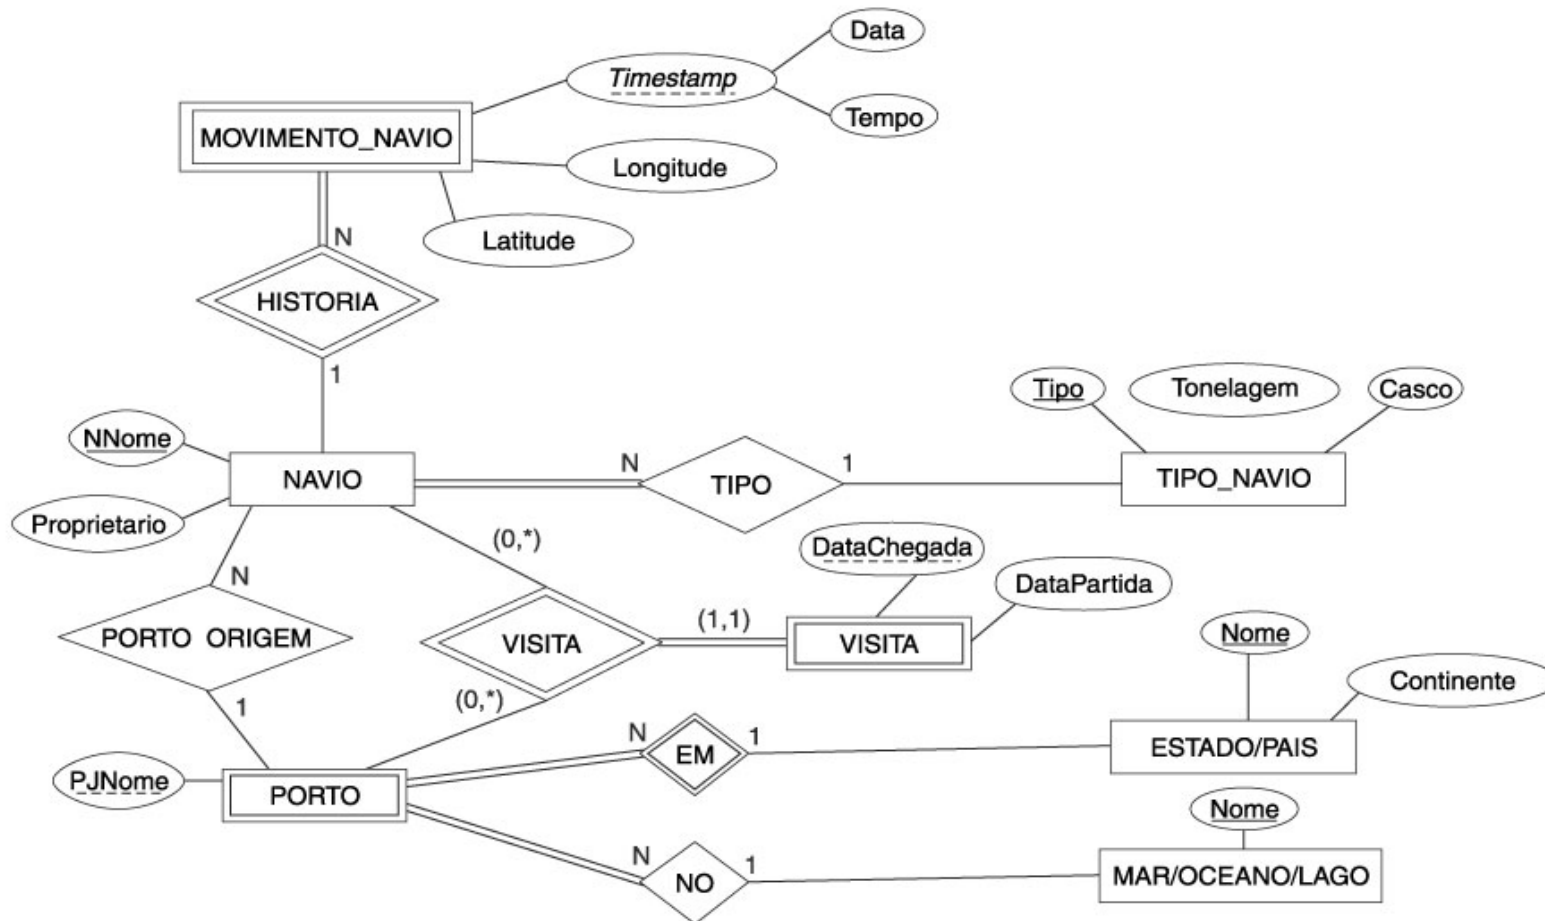 Data
Timestamp
Tempo
MOVIMENTO_NAVIO
Longitude
N
Latitude
HISTORIA
1
Tipo
Tonelagem
Casco
NNome
N
1
NAVIO
TIPO
TIPO_NAVIO
Proprietario
(0,*)
DataChegada
DataPartida
N
(1,1)
PORTO ORIGEM
VISITA
VISITA
Nome
Continente
1
(0,*)
N
1
EM
ESTADO/PAIS
PJNome
PORTO
Nome
N
1
NO
MAR/OCEANO/LAGO